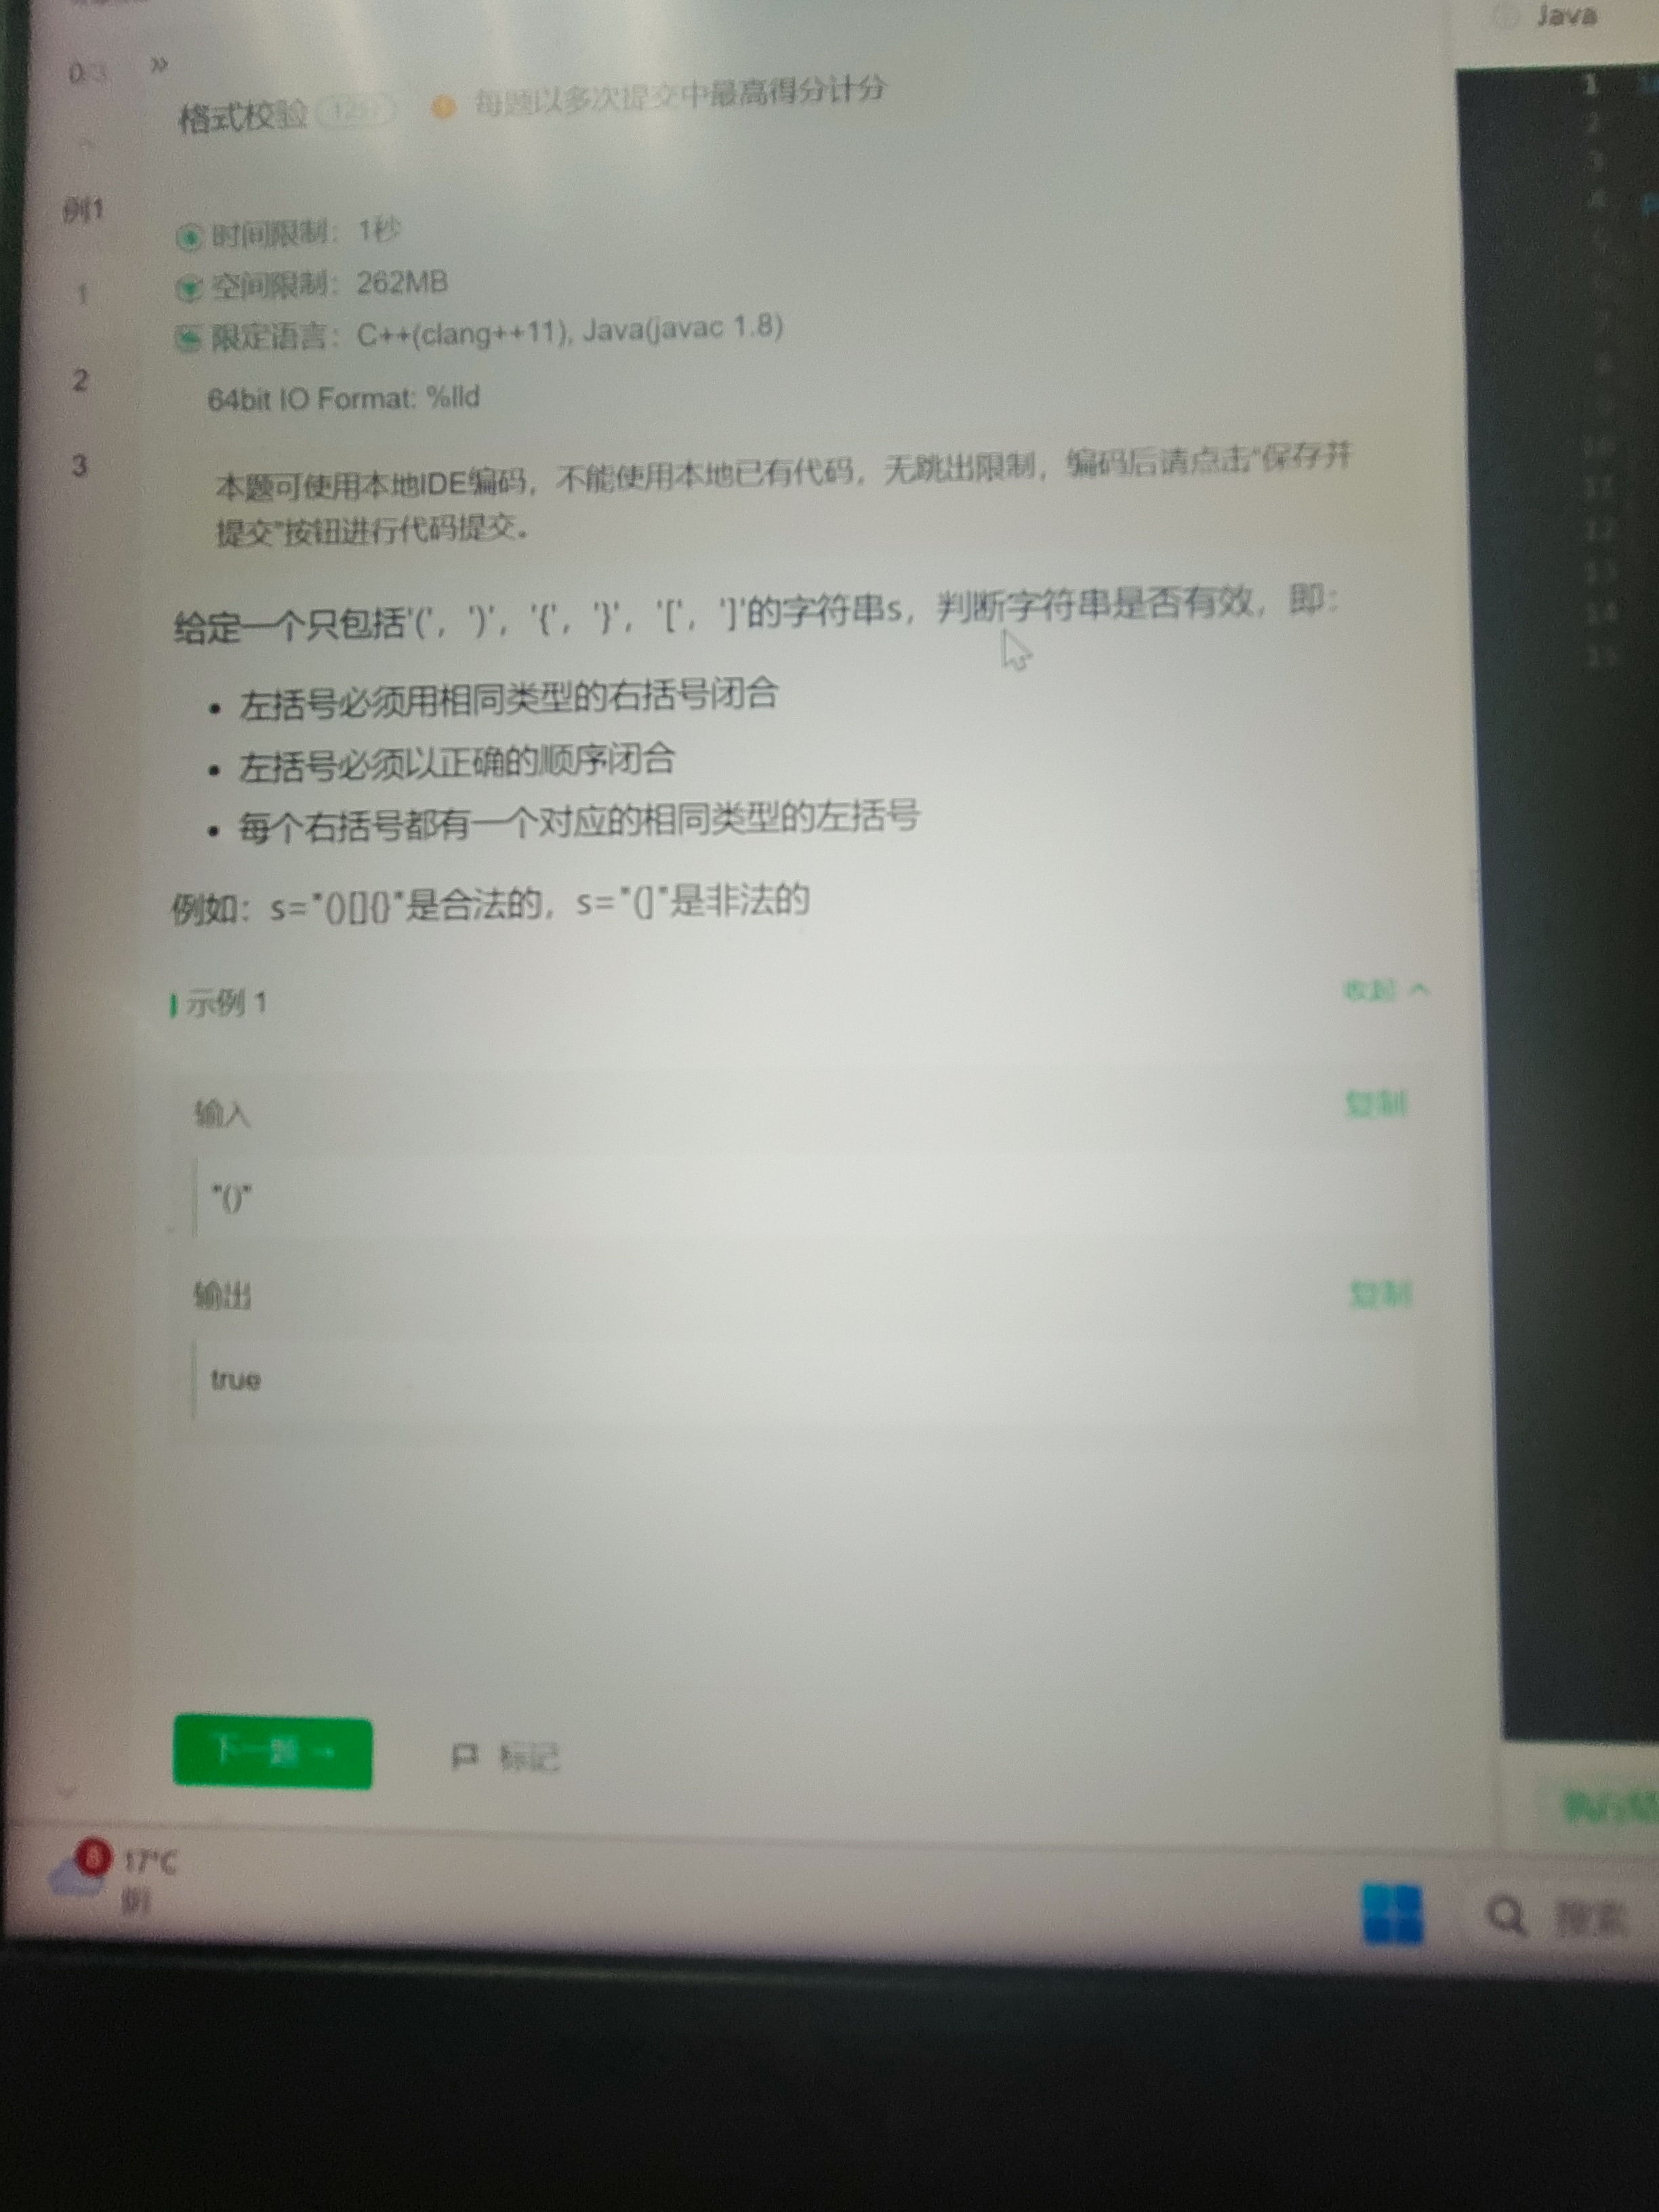 Java
格式校验
每题以多次提交中最高得分计分
例1
1
2
3
时间限制：1秒
空间限制：262MB
限定语言：C++(clang++11), Java(javac 1.8)
64bit IO Format: %lld
本题可使用本地IDE编码，不能使用本地已有代码，无跳出限制，编码后请点击"保存并
提交"按钮进行代码提交。
给定一个只包括'(', ')', '{', '}', '[', ']'的字符串s，判断字符串是否有效，即：
• 左括号必须用相同类型的右括号闭合
• 左括号必须以正确的顺序闭合
• 每个右括号都有一个对应的相同类型的左括号
例如：s="()[]{}"是合法的，s="(]"是非法的
示例 1
收起
输入
复制
"()"
输出
复制
true
下一题 →
标记
8
17°C
阴
搜索
1
2
3
4
10
11
12
13
14
15